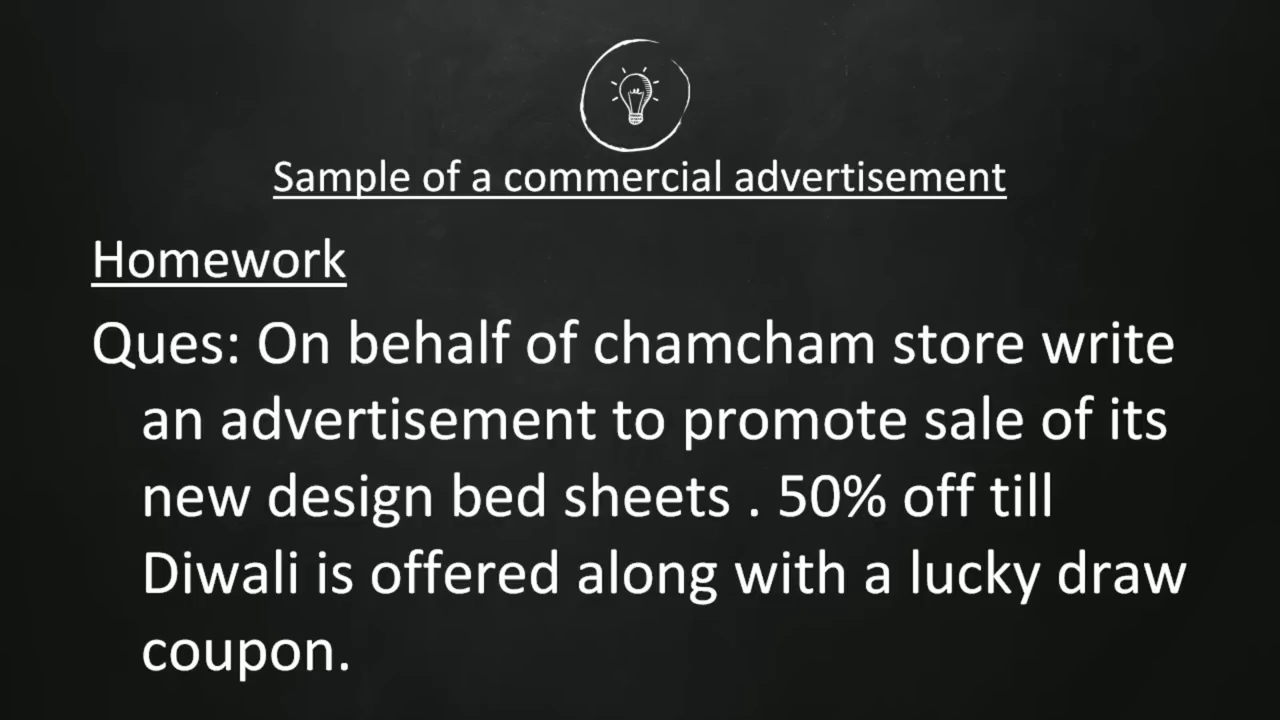 Sample of a commercial advertisement
Homework
Ques: On behalf of chamcham store write
an advertisement to promote sale of its
new design bed sheets . 50% off till
Diwali is offered along with a lucky draw
coupon.